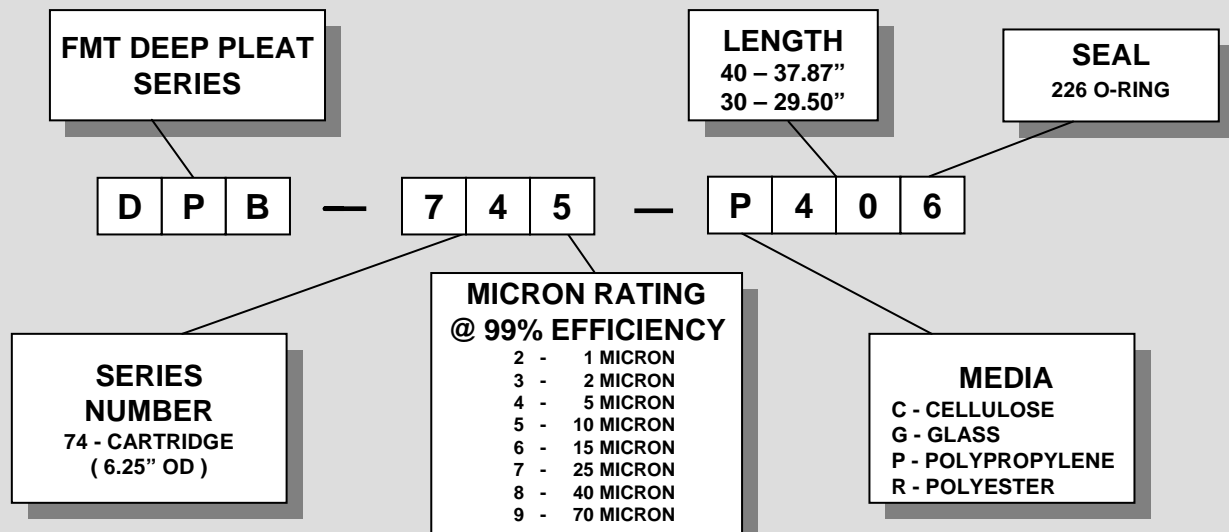 FMT DEEP PLEAT
SERIES
LENGTH
40 – 37.87”
30 – 29.50”
SEAL
226 O-RING
D P B — 7 4 5 — P 4 0 6
SERIES
NUMBER
74 - CARTRIDGE
( 6.25” OD )
MICRON RATING
@ 99% EFFICIENCY
2 - 1 MICRON
3 - 2 MICRON
4 - 5 MICRON
5 - 10 MICRON
6 - 15 MICRON
7 - 25 MICRON
8 - 40 MICRON
9 - 70 MICRON
MEDIA
C - CELLULOSE
G - GLASS
P - POLYPROPYLENE
R - POLYESTER